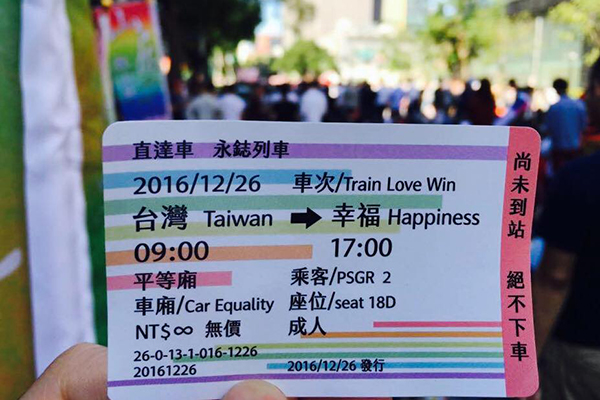 直達車 永誌列車
2016/12/26 車次/Train Love Win
台灣 Taiwan ➡ 幸福 Happiness
09:00 17:00
平等廂 乘客/PSGR 2
車廂/Car Equality 座位/seat 18D
NT$∞ 無價 成人
26-0-13-1-016-1226
20161226 2016/12/26 發行
尚未到站 絕不下車